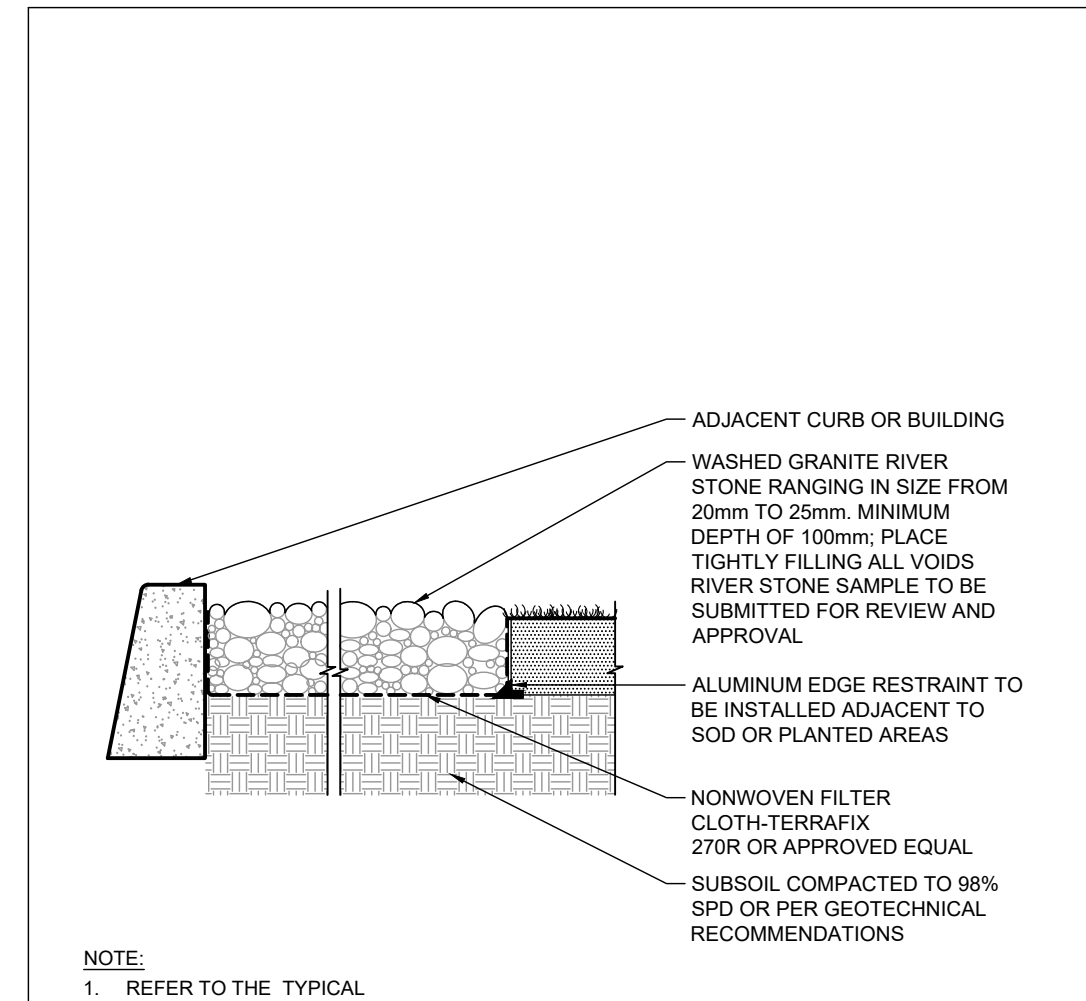 ADJACENT CURB OR BUILDING
WASHED GRANITE RIVER
STONE RANGING IN SIZE FROM
20mm TO 25mm. MINIMUM
DEPTH OF 100mm; PLACE
TIGHTLY FILLING ALL VOIDS
RIVER STONE SAMPLE TO BE
SUBMITTED FOR REVIEW AND
APPROVAL
ALUMINUM EDGE RESTRAINT TO
BE INSTALLED ADJACENT TO
SOD OR PLANTED AREAS
NONWOVEN FILTER
CLOTH-TERRAFIX
270R OR APPROVED EQUAL
SUBSOIL COMPACTED TO 98%
SPD OR PER GEOTECHNICAL
RECOMMENDATIONS
NOTE:
1. REFER TO THE TYPICAL